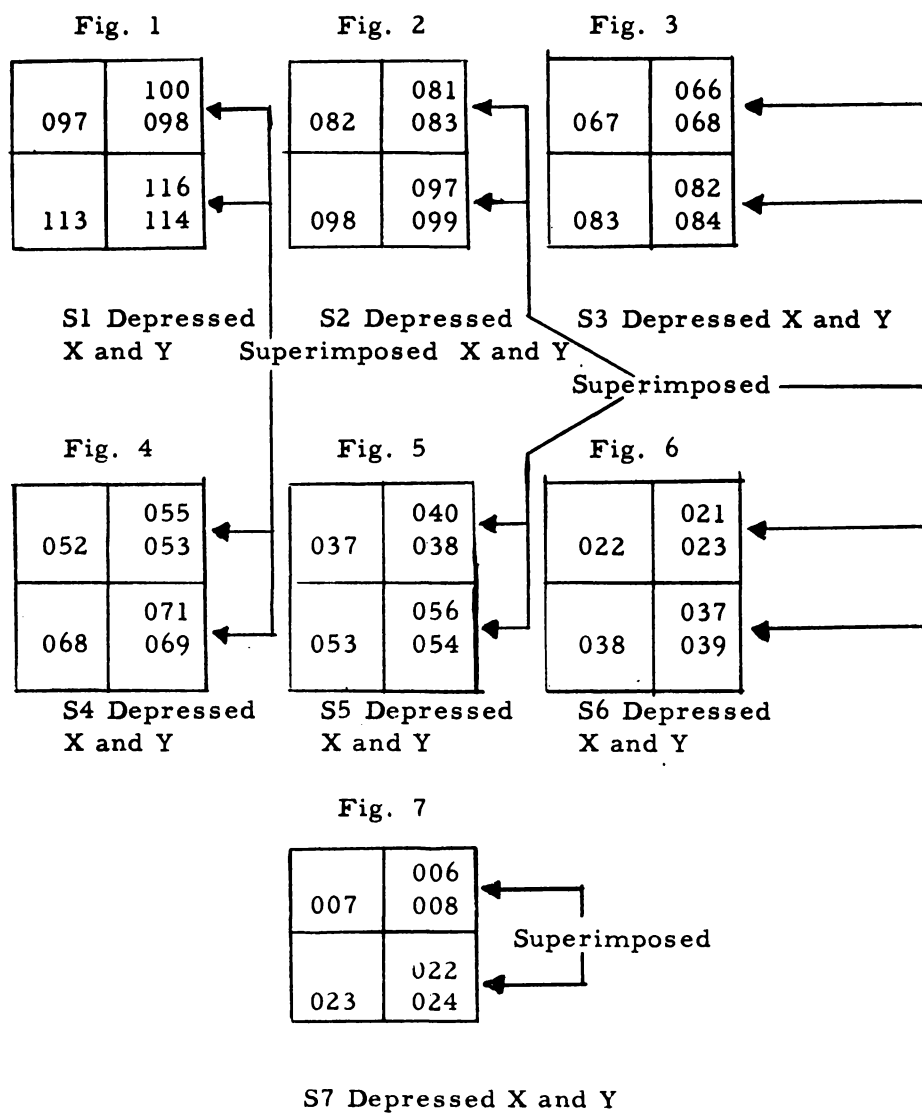 Fig. 1 Fig. 2 Fig. 3
100 081 066
097 098 082 083 067 068
116 097 082
113 114 098 099 083 084
S1 Depressed S2 Depressed S3 Depressed X and Y
X and Y Superimposed X and Y
Superimposed
Fig. 4 Fig. 5 Fig. 6
055 040 021
052 053 037 038 022 023
071 056 037
068 069 053 054 038 039
S4 Depressed S5 Depressed S6 Depressed
X and Y X and Y X and Y
Fig. 7
006
007 008
Superimposed
022
023 024
S7 Depressed X and Y